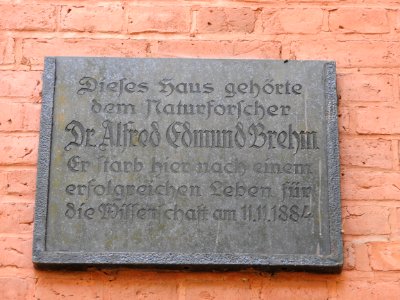 Dieses Haus gehörte
dem Naturforscher
Dr. Alfred Edmund Brehm.
Er starb hier nach einem
erfolgreichen Leben für
die Wissenschaft am 11.11.1884